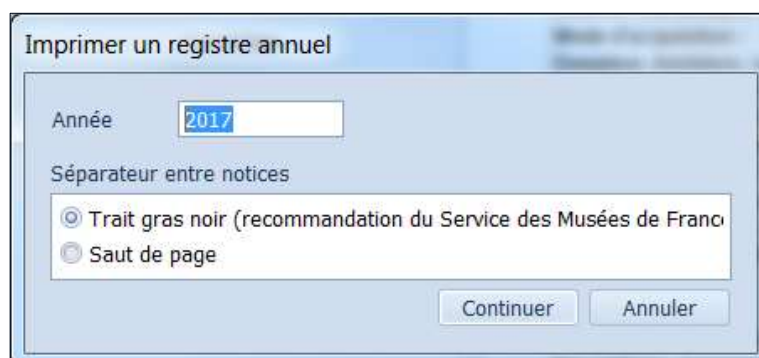 Imprimer un registre annuel
Année 2017
Séparateur entre notices
Trait gras noir (recommandation du Service des Musées de France
Saut de page
Continuer Annuler